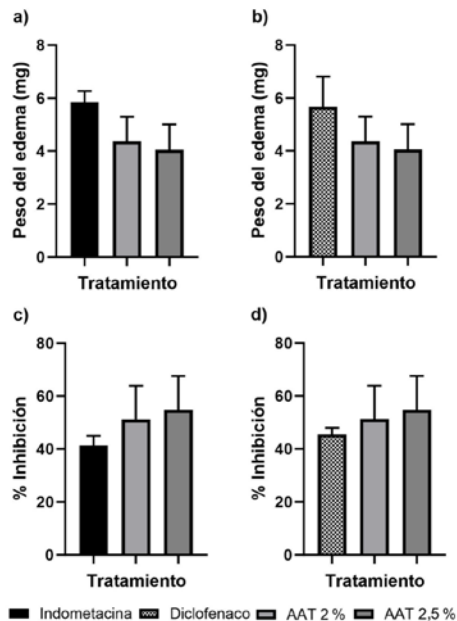 a)
Peso del edema (mg)
8
6
4
2
0
Tratamiento
b)
Peso del edema (mg)
8
6
4
2
0
Tratamiento
c)
% Inhibición
80
60
40
20
0
Tratamiento
d)
% Inhibición
80
60
40
20
0
Tratamiento
Indometacina Diclofenaco AAT 2 % AAT 2,5 %